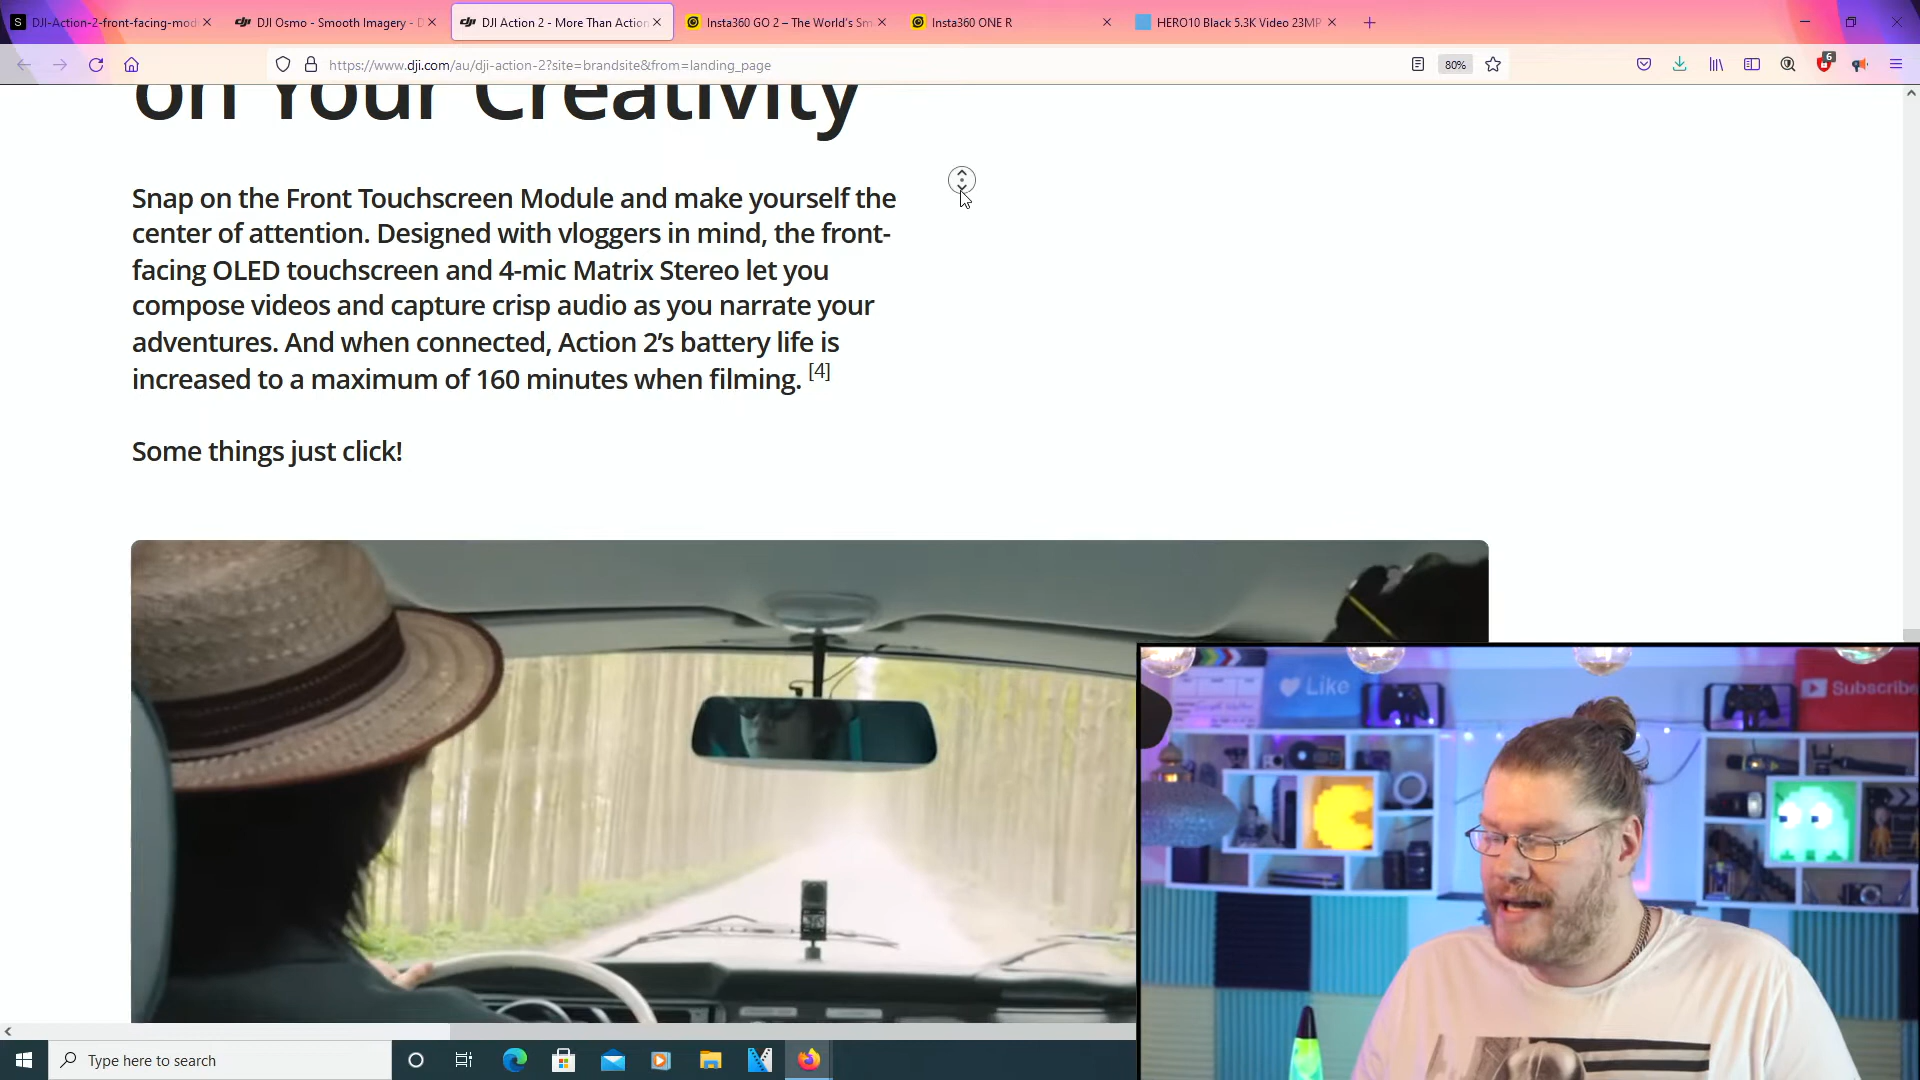 DJI-Action-2-front-facing-mod
DJI Osmo - Smooth Imagery - D
DJI Action 2 - More Than Action
Insta360 GO 2 – The World's Sm
Insta360 ONE R
HERO10 Black 5.3K Video 23MP
https://www.dji.com/au/dji-action-2?site=brandsite&from=landing_page
80%
6
on Your Creativity
Snap on the Front Touchscreen Module and make yourself the
center of attention. Designed with vloggers in mind, the front-
facing OLED touchscreen and 4-mic Matrix Stereo let you
compose videos and capture crisp audio as you narrate your
adventures. And when connected, Action 2's battery life is
increased to a maximum of 160 minutes when filming. [4]
Some things just click!
Like
Subscribe
Type here to search